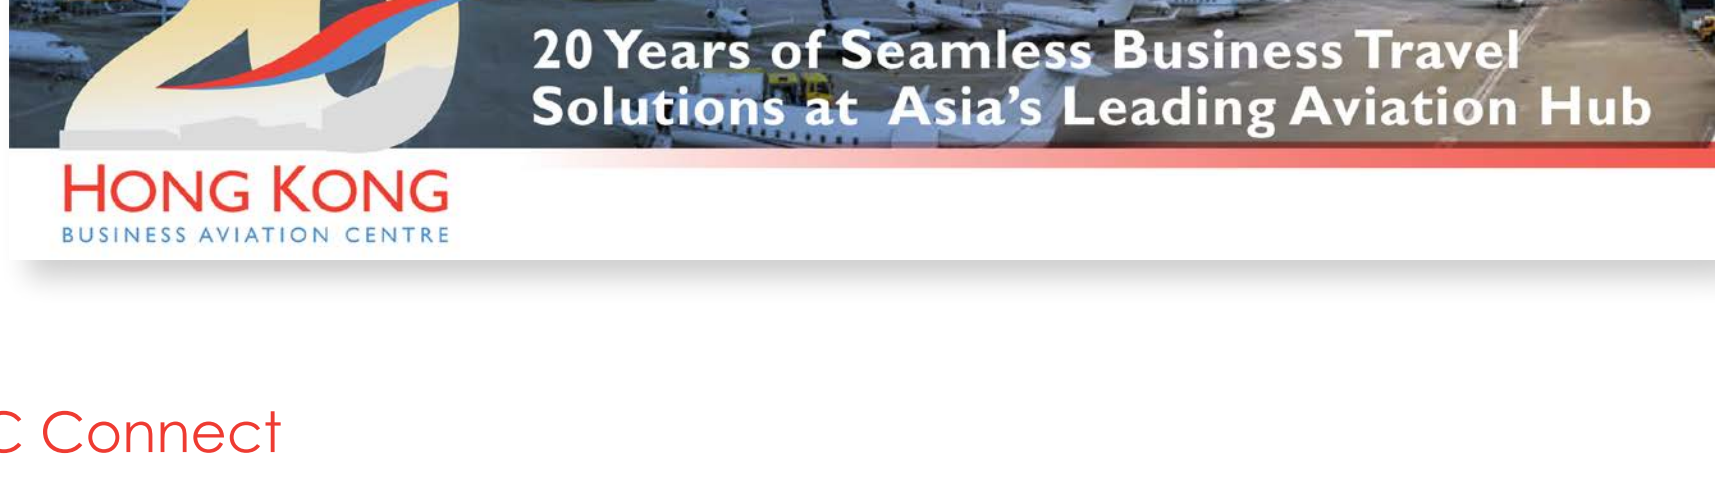 20 Years of Seamless Business Travel
Solutions at Asia's Leading Aviation Hub
HONG KONG
BUSINESS AVIATION CENTRE
C Connect